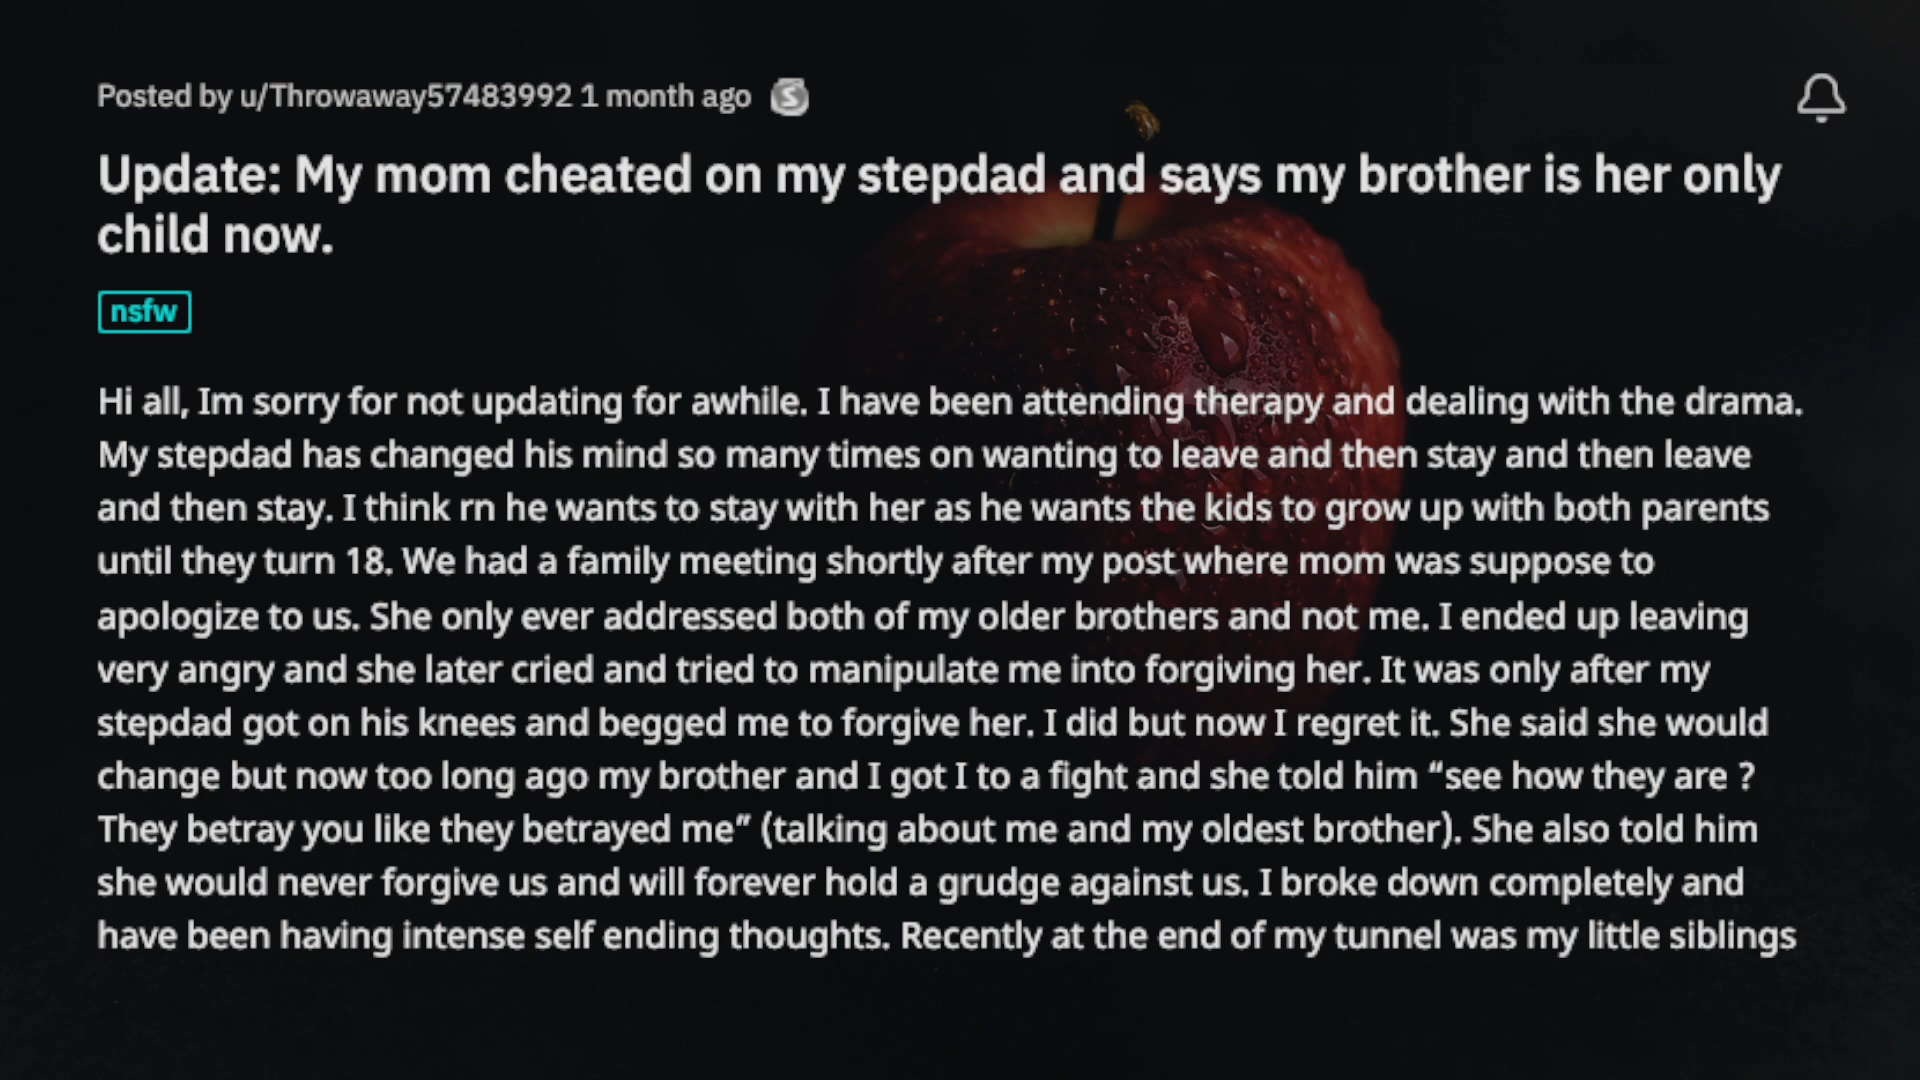 Posted by u/Throwaway57483992 1 month ago
Update: My mom cheated on my stepdad and says my brother is her only
child now.
nsfw
Hi all, Im sorry for not updating for awhile. I have been attending therapy and dealing with the drama.
My stepdad has changed his mind so many times on wanting to leave and then stay and then leave
and then stay. I think rn he wants to stay with her as he wants the kids to grow up with both parents
until they turn 18. We had a family meeting shortly after my post where mom was suppose to
apologize to us. She only ever addressed both of my older brothers and not me. I ended up leaving
very angry and she later cried and tried to manipulate me into forgiving her. It was only after my
stepdad got on his knees and begged me to forgive her. I did but now I regret it. She said she would
change but now too long ago my brother and I got I to a fight and she told him “see how they are ?
They betray you like they betrayed me” (talking about me and my oldest brother). She also told him
she would never forgive us and will forever hold a grudge against us. I broke down completely and
have been having intense self ending thoughts. Recently at the end of my tunnel was my little siblings